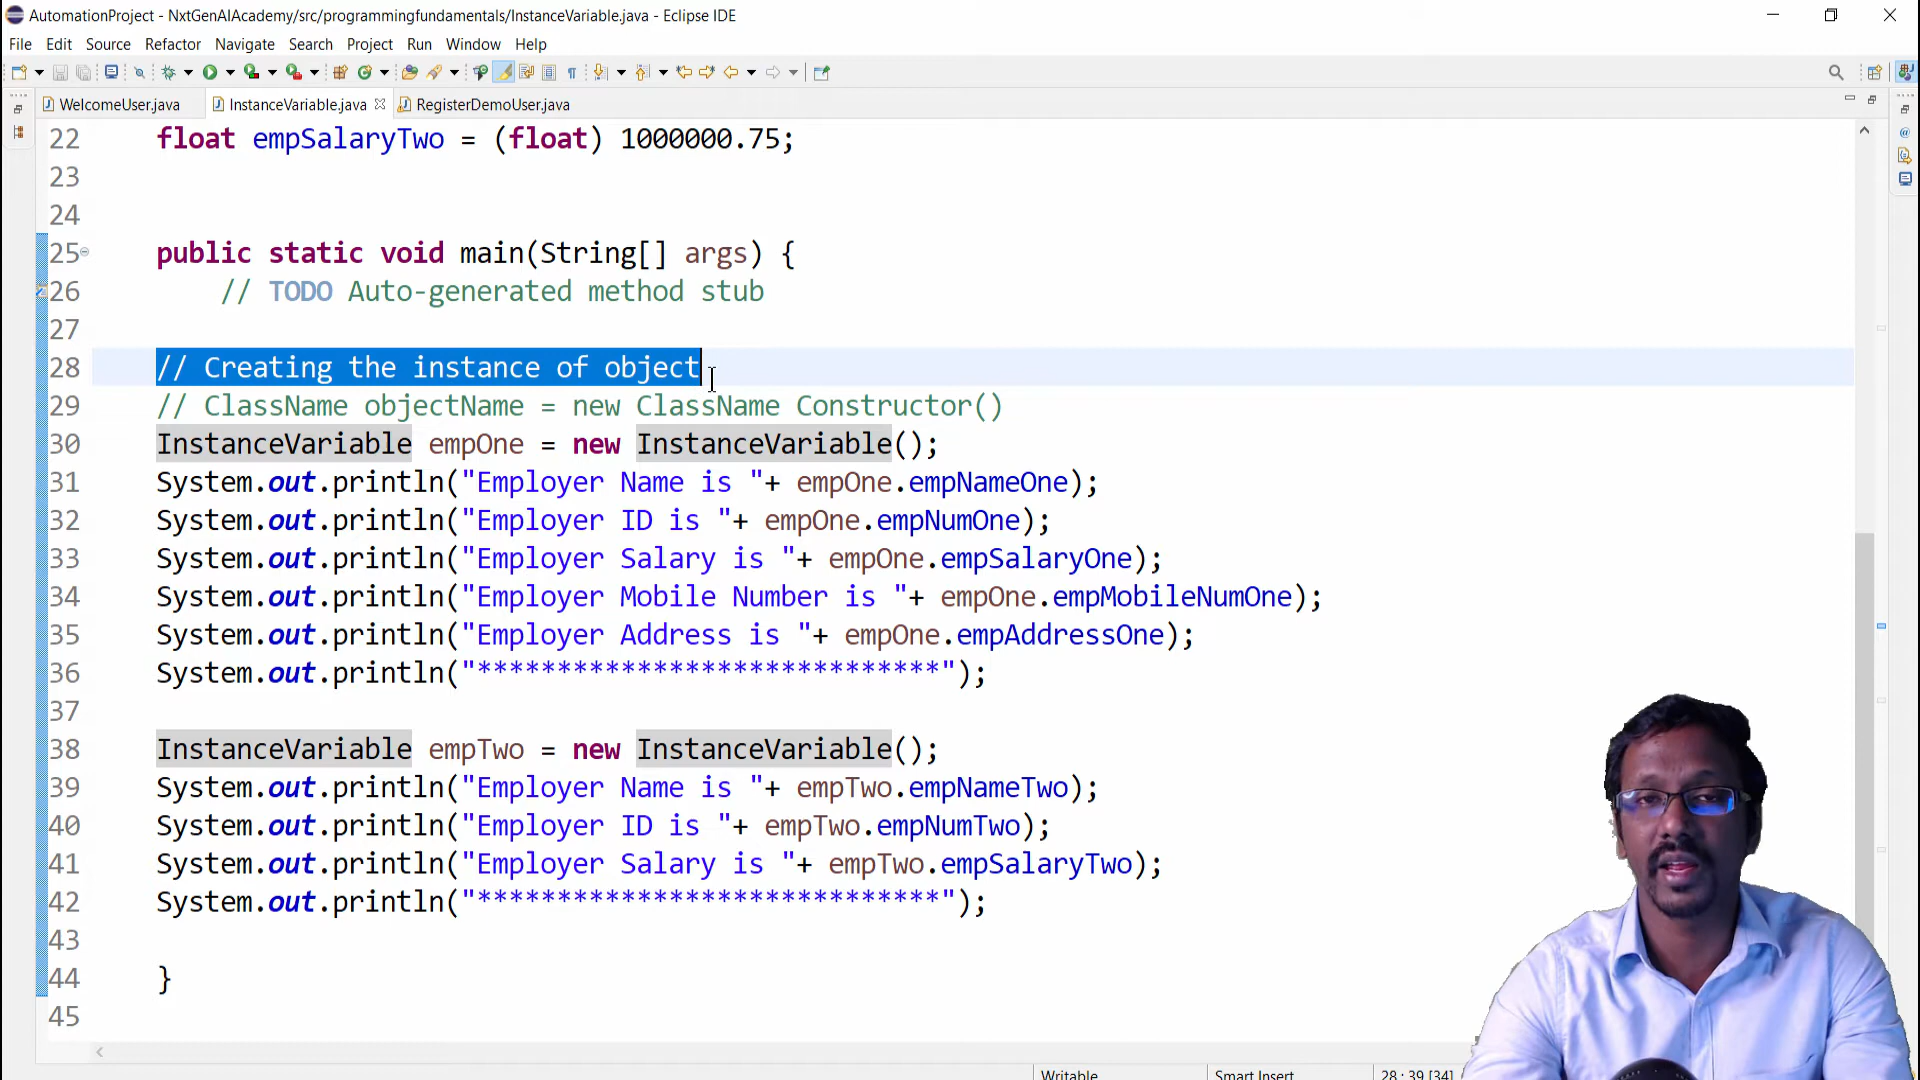 AutomationProject - NxtGenAIAcademy/src/programmingfundamentals/InstanceVariable.java - Eclipse IDE
File Edit Source Refactor Navigate Search Project Run Window Help
WelcomeUser.java InstanceVariable.java RegisterDemoUser.java
22 float empSalaryTwo = (float) 1000000.75;
23
24
25 public static void main(String[] args) {
26 // TODO Auto-generated method stub
27
28 // Creating the instance of object
29 // ClassName objectName = new ClassName Constructor()
30 InstanceVariable empOne = new InstanceVariable();
31 System.out.println("Employer Name is "+ empOne.empNameOne);
32 System.out.println("Employer ID is "+ empOne.empNumOne);
33 System.out.println("Employer Salary is "+ empOne.empSalaryOne);
34 System.out.println("Employer Mobile Number is "+ empOne.empMobileNumOne);
35 System.out.println("Employer Address is "+ empOne.empAddressOne);
36 System.out.println("*****************************");
37
38 InstanceVariable empTwo = new InstanceVariable();
39 System.out.println("Employer Name is "+ empTwo.empNameTwo);
40 System.out.println("Employer ID is "+ empTwo.empNumTwo);
41 System.out.println("Employer Salary is "+ empTwo.empSalaryTwo);
42 System.out.println("*****************************");
43
44 }
45
Writable Smart Insert 28 : 39 [34]